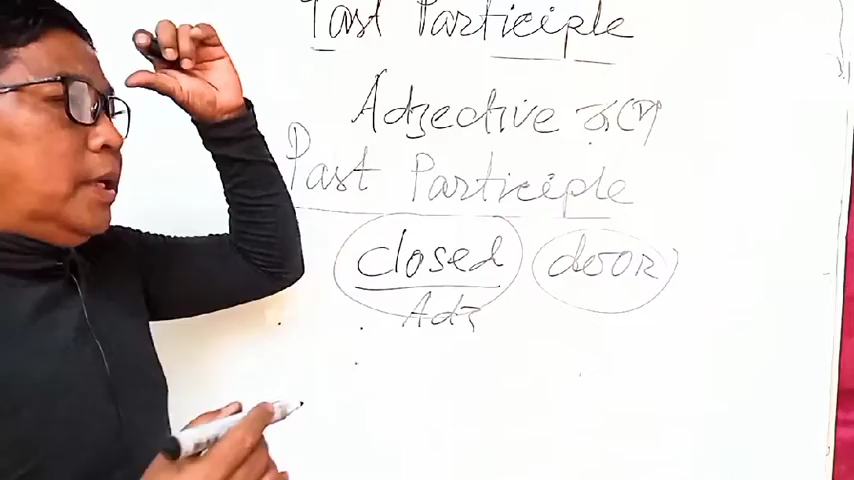 Past Participle
Adjective রূপে
Past Participle
closed door
Adj